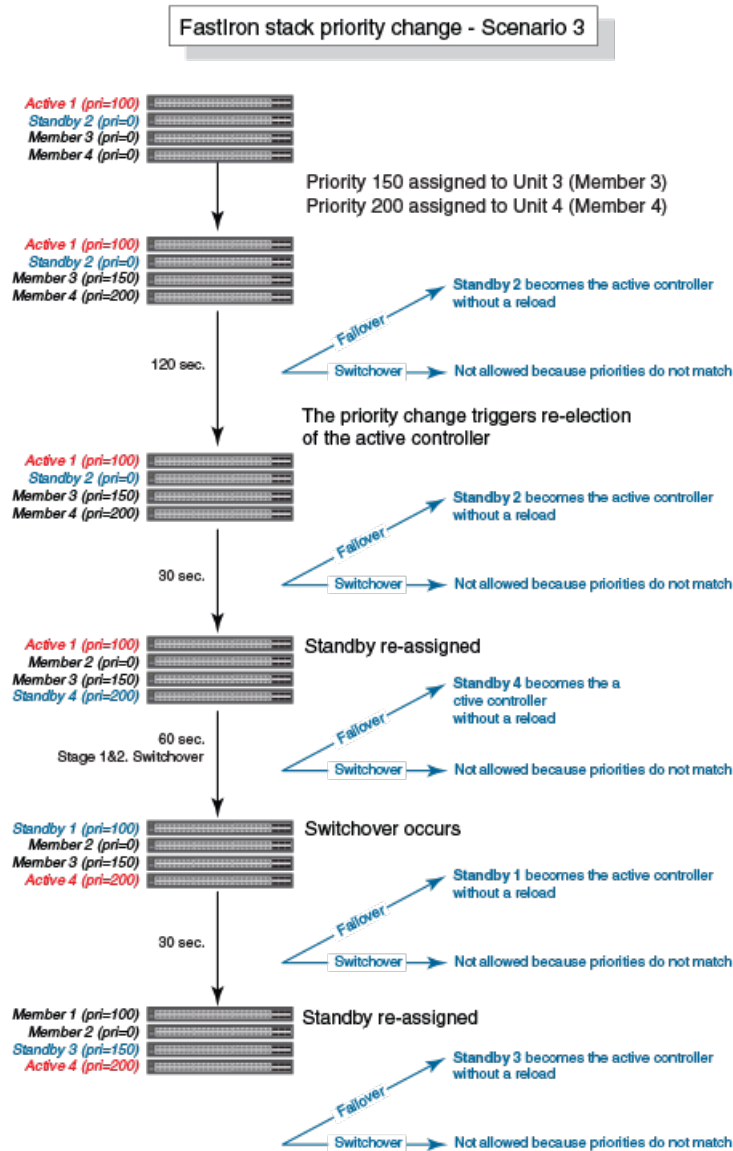 FastIron stack priority change - Scenario 3
Active 1 (pri=100)
Standby 2 (pri=0)
Member 3 (pri=0)
Member 4 (pri=0)
Priority 150 assigned to Unit 3 (Member 3)
Priority 200 assigned to Unit 4 (Member 4)
Active 1 (pri=100)
Standby 2 (pri=0)
Member 3 (pri=150)
Member 4 (pri=200)
Standby 2 becomes the active controller
without a reload
Failover
120 sec.
Switchover
Not allowed because priorities do not match
The priority change triggers re-election
of the active controller
Active 1 (pri=100)
Standby 2 (pri=0)
Member 3 (pri=150)
Member 4 (pri=200)
Standby 2 becomes the active controller
without a reload
Failover
30 sec.
Switchover
Not allowed because priorities do not match
Active 1 (pri=100)
Member 2 (pri=0)
Member 3 (pri=150)
Standby 4 (pri=200)
Standby re-assigned
Standby 4 becomes the a
ctive controller
without a reload
Failover
60 sec.
Stage 1&2. Switchover
Switchover
Not allowed because priorities do not match
Standby 1 (pri=100)
Member 2 (pri=0)
Member 3 (pri=150)
Active 4 (pri=200)
Switchover occurs
Standby 1 becomes the active controller
without a reload
Failover
30 sec.
Switchover
Not allowed because priorities do not match
Member 1 (pri=100)
Member 2 (pri=0)
Standby 3 (pri=150)
Active 4 (pri=200)
Standby re-assigned
Standby 3 becomes the active controller
without a reload
Failover
Switchover
Not allowed because priorities do not match